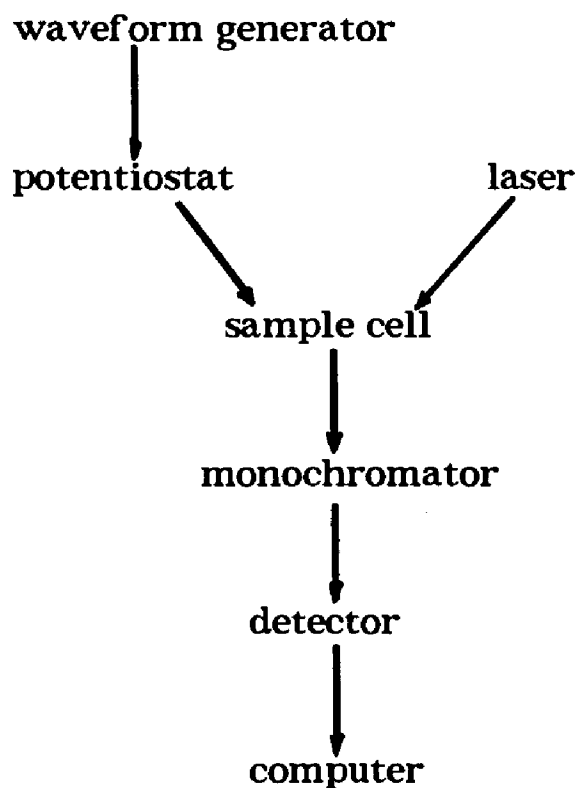 waveform generator
potentiostat
laser
sample cell
monochromator
detector
computer